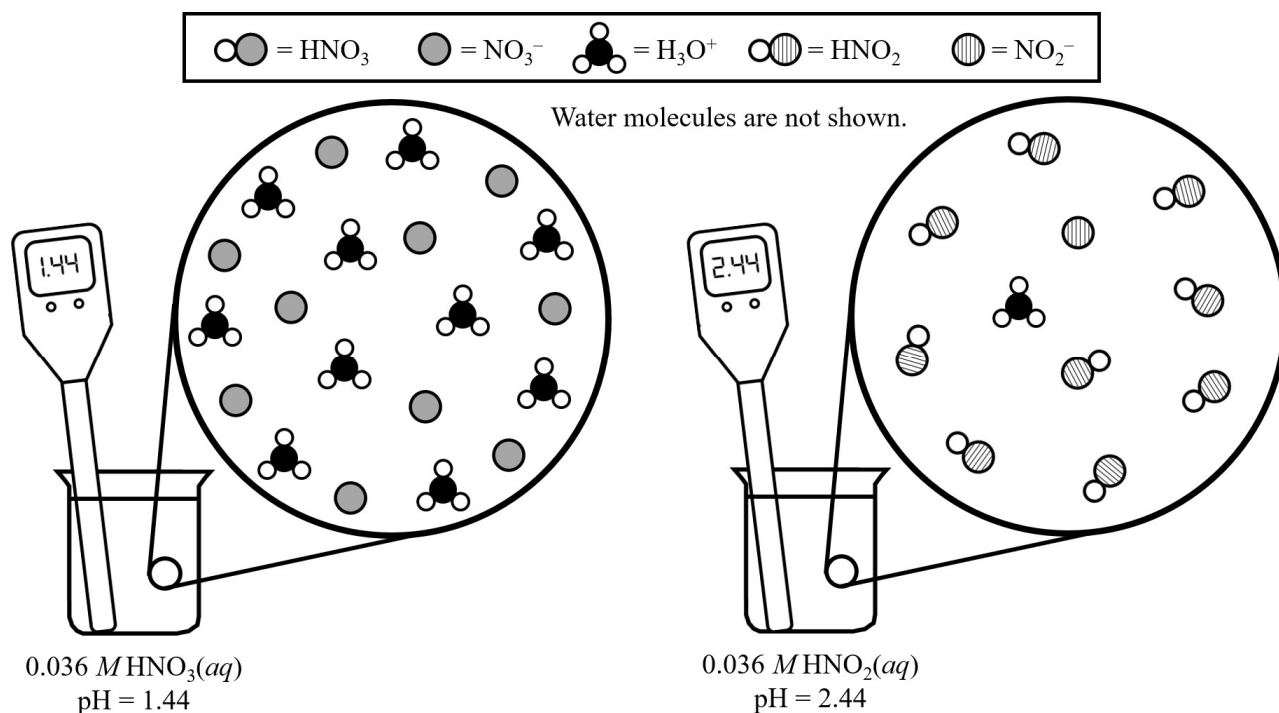 = HNO₃ = NO₃⁻ = H₃O⁺ = HNO₂ = NO₂⁻
Water molecules are not shown.
1.44
2.44
0.036 M HNO₃(aq)
pH = 1.44
0.036 M HNO₂(aq)
pH = 2.44